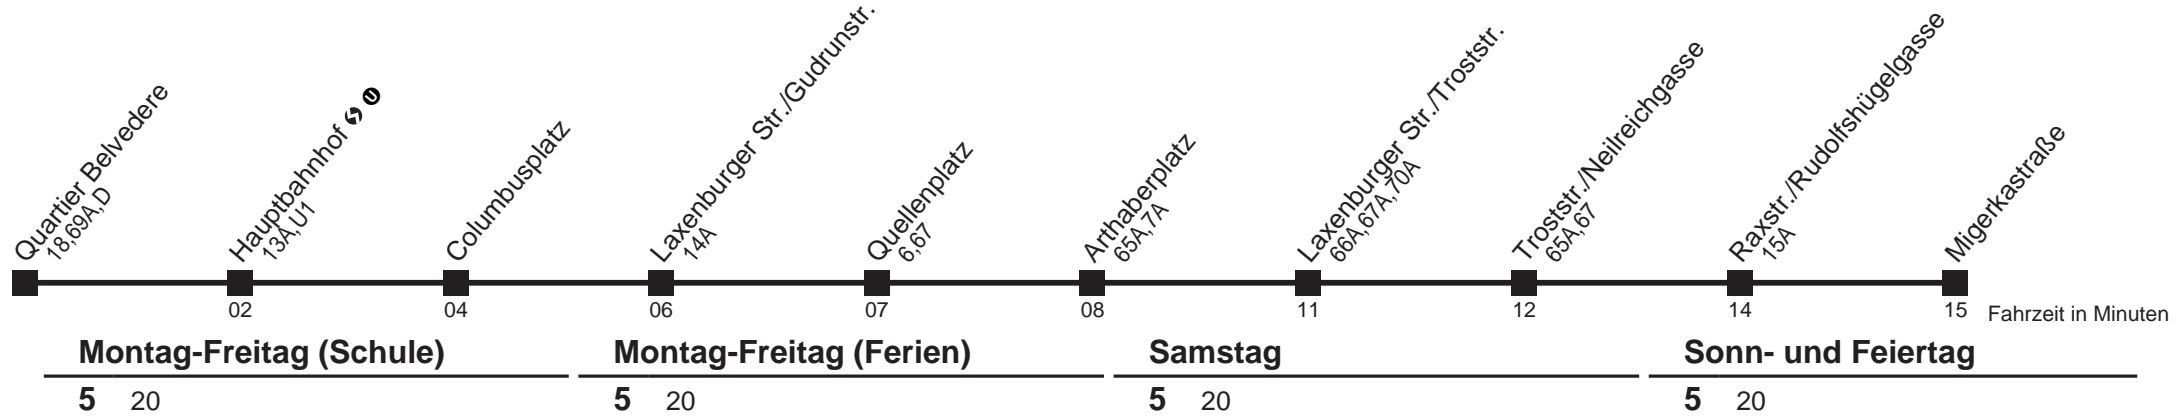 Quartier Belvedere
18,69A,D
Hauptbahnhof
13A,U1
Columbusplatz
Laxenburger Str./Gudrunstr.
14A
Quellenplatz
6,67
Arthaberplatz
65A,7A
Laxenburger Str./Troststr.
66A,67A,70A
Troststr./Neilreichgasse
65A,67
Raxstr./Rudolfshügelgasse
15A
Migerkastraße
02 04 06 07 08 11 12 14 15 Fahrzeit in Minuten
Montag-Freitag (Schule) Montag-Freitag (Ferien) Samstag Sonn- und Feiertag
5 20 5 20 5 20 5 20